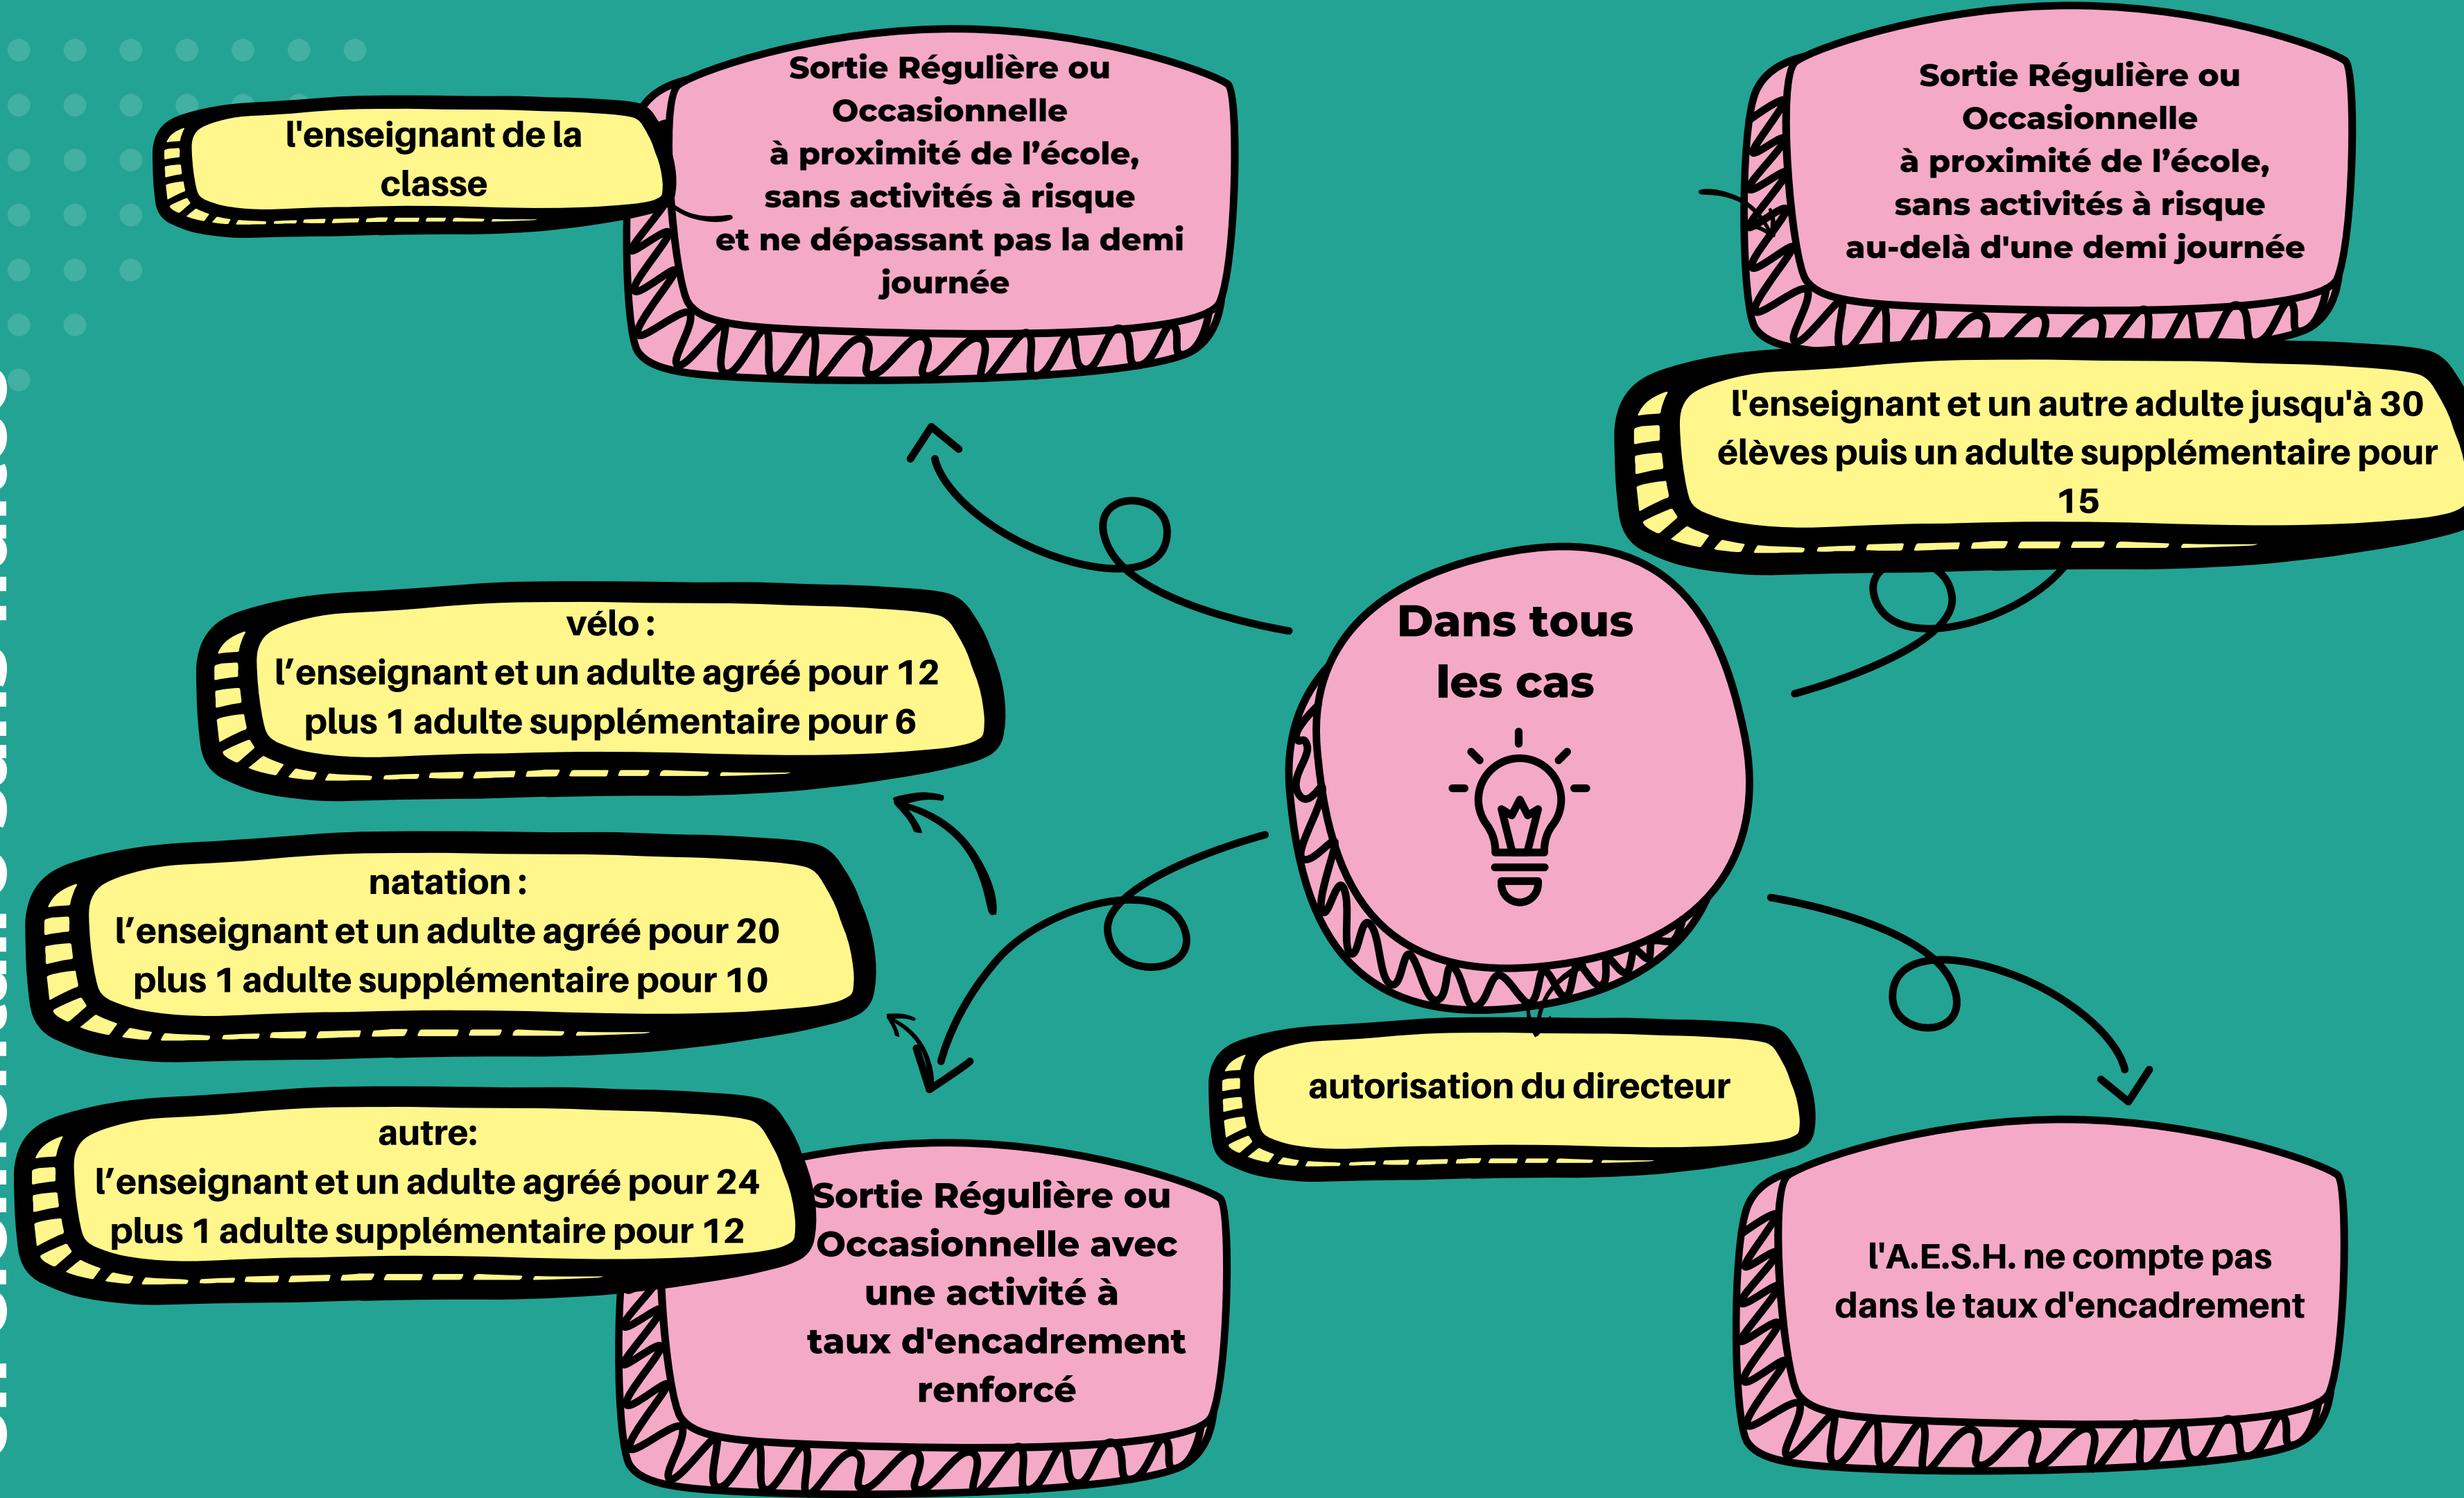 l'enseignant de la
classe
Sortie Régulière ou
Occasionnelle
à proximité de l’école,
sans activités à risque
et ne dépassant pas la demi
journée
Sortie Régulière ou
Occasionnelle
à proximité de l’école,
sans activités à risque
au-delà d'une demi journée
l'enseignant et un autre adulte jusqu'à 30
élèves puis un adulte supplémentaire pour
15
Dans tous
les cas
vélo :
l’enseignant et un adulte agréé pour 12
plus 1 adulte supplémentaire pour 6
natation :
l’enseignant et un adulte agréé pour 20
plus 1 adulte supplémentaire pour 10
autre:
l’enseignant et un adulte agréé pour 24
plus 1 adulte supplémentaire pour 12
autorisation du directeur
Sortie Régulière ou
Occasionnelle avec
une activité à
taux d'encadrement
renforcé
l'A.E.S.H. ne compte pas
dans le taux d'encadrement